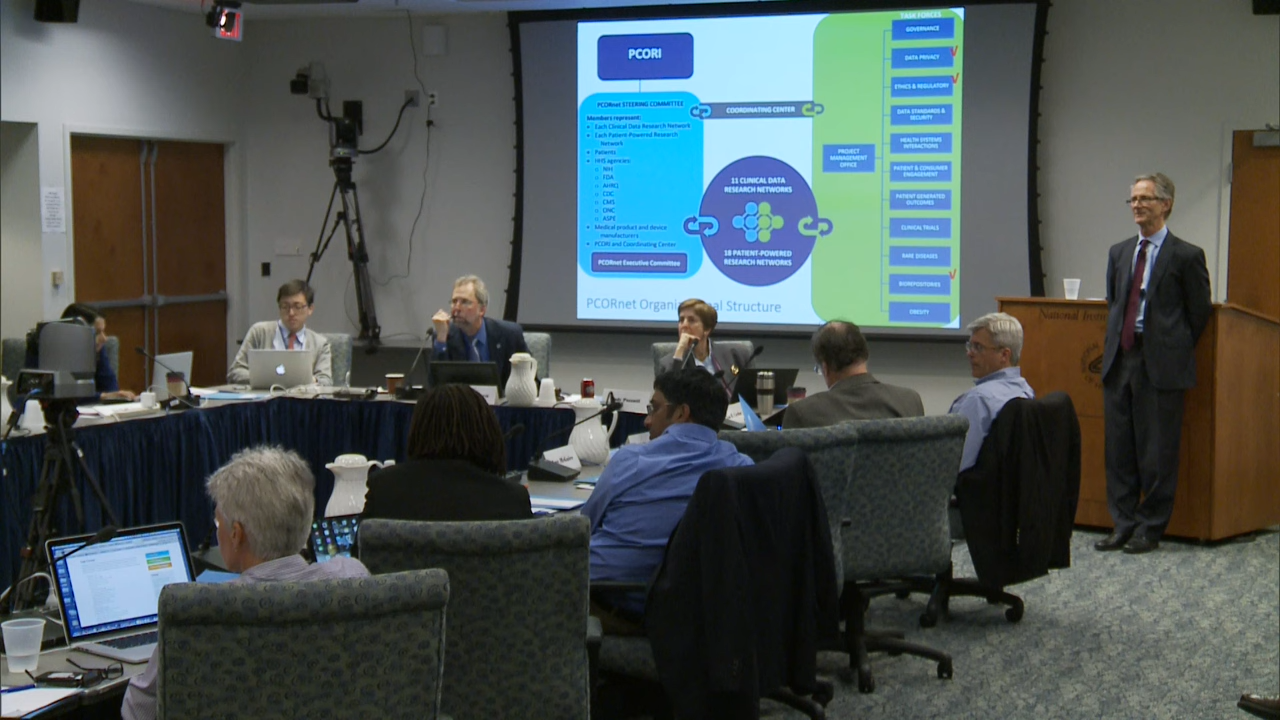 TASK FORCES
PCORI
GOVERNANCE
DATA PRIVACY
ETHICS & REGULATORY
PCORnet STEERING COMMITTEE
COORDINATING CENTER
Members represent:
Each Clinical Data Research Network
Each Patient-Powered Research
Network
Patients
HHS agencies
NIH
FDA
AHRQ
CDC
CMS
ONC
ASPE
Medical product and device
manufacturers
PCORI and Coordinating Center
PCORnet Executive Committee
11 CLINICAL DATA
RESEARCH NETWORKS
18 PATIENT-POWERED
RESEARCH NETWORKS
PROJECT
MANAGEMENT
OFFICE
DATA STANDARDS &
SECURITY
HEALTH SYSTEMS
INTERACTIONS
PATIENT & CONSUMER
ENGAGEMENT
PATIENT GENERATED
OUTCOMES
CLINICAL TRIALS
RARE DISEASES
BIOREPOSITORIES
OBESITY
PCORnet Organi al Structure
National Insti